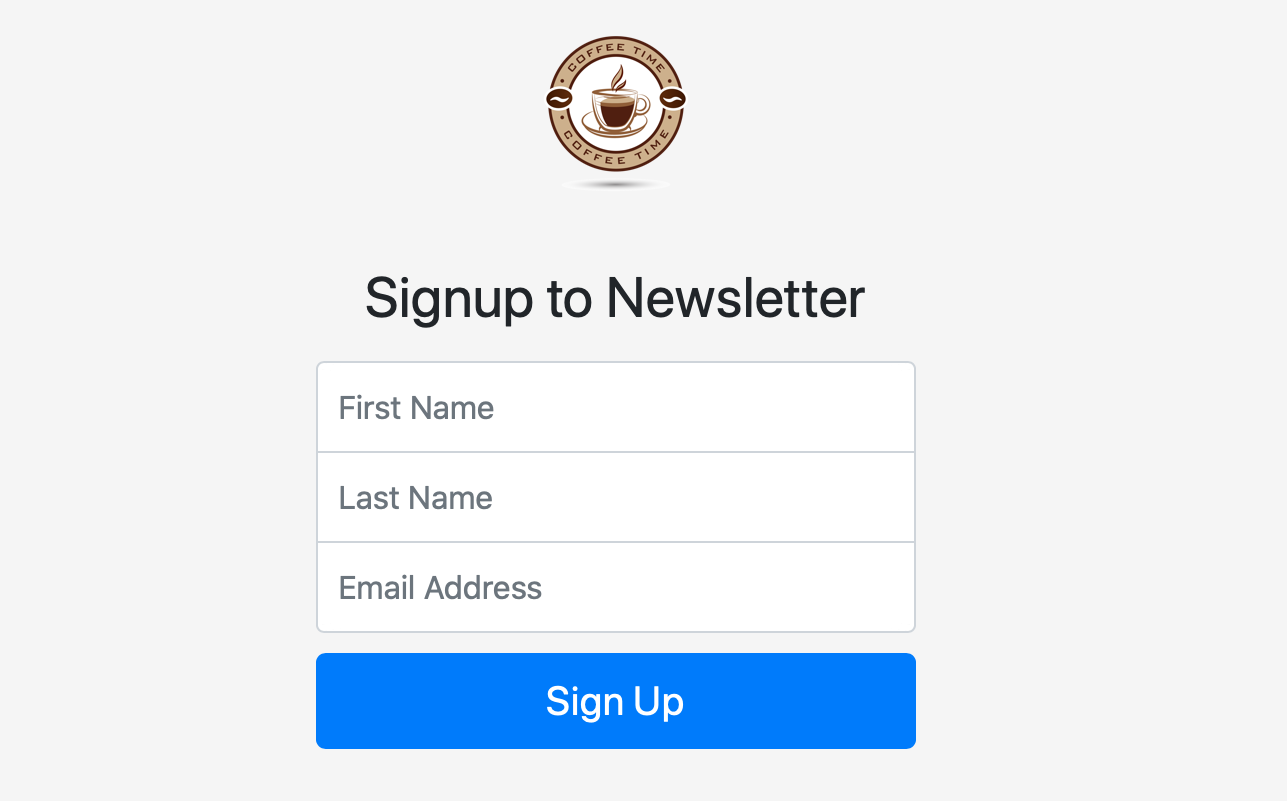 COFFEE TIME
COFFEE TIME
Signup to Newsletter
First Name
Last Name
Email Address
Sign Up